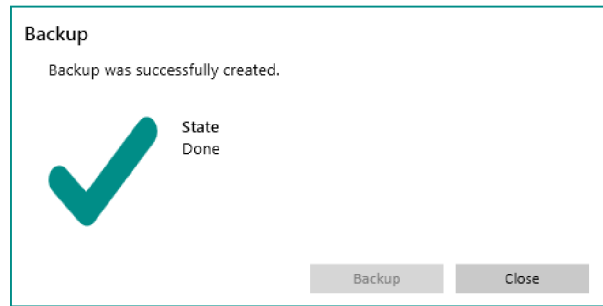 Backup
Backup was successfully created.
State
Done
Backup
Close